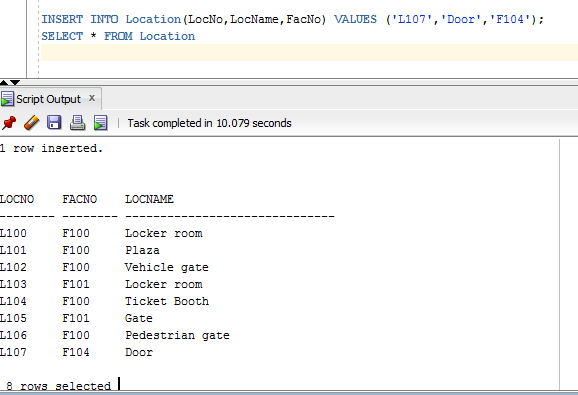 INSERT INTO Location(LocNo,LocName,FacNo) VALUES ('L107','Door','F104');
SELECT * FROM Location
Script Output x
Task completed in 10.079 seconds
1 row inserted.
LOCNO FACNO LOCNAME
-------- -------- ------------------------------
L100 F100 Locker room
L101 F100 Plaza
L102 F100 Vehicle gate
L103 F101 Locker room
L104 F100 Ticket Booth
L105 F101 Gate
L106 F100 Pedestrian gate
L107 F104 Door
8 rows selected